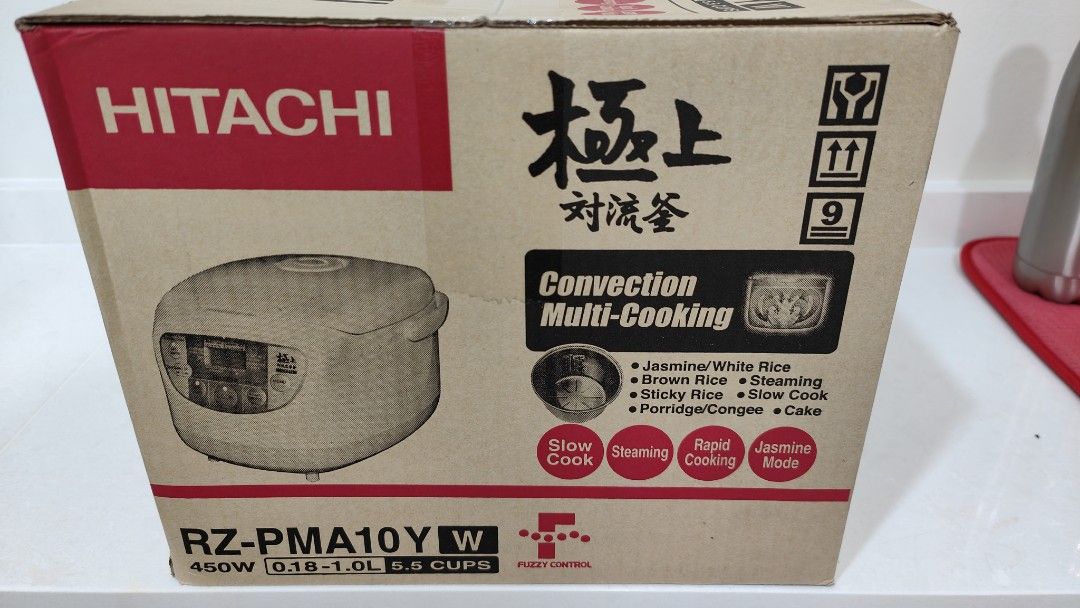 HITACHI
極上
対流釜
9
Convection
Multi-Cooking
• Jasmine/White Rice
• Brown Rice • Steaming
• Sticky Rice • Slow Cook
• Porridge/Congee • Cake
極上
Slow
Cook
Steaming
Rapid
Cooking
Jasmine
Mode
RZ-PMA10Y W
450W 0.18-1.0L 5.5 CUPS
FUZZY CONTROL